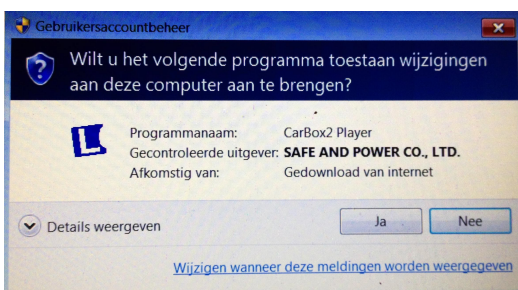 Gebruikersaccountbeheer
Wilt u het volgende programma toestaan wijzigingen
aan deze computer aan te brengen?
Programmanaam: CarBox2 Player
Gecontroleerde uitgever: SAFE AND POWER CO., LTD.
Afkomstig van: Gedownload van internet
Details weergeven
Ja
Nee
Wijzigen wanneer deze meldingen worden weergegeven